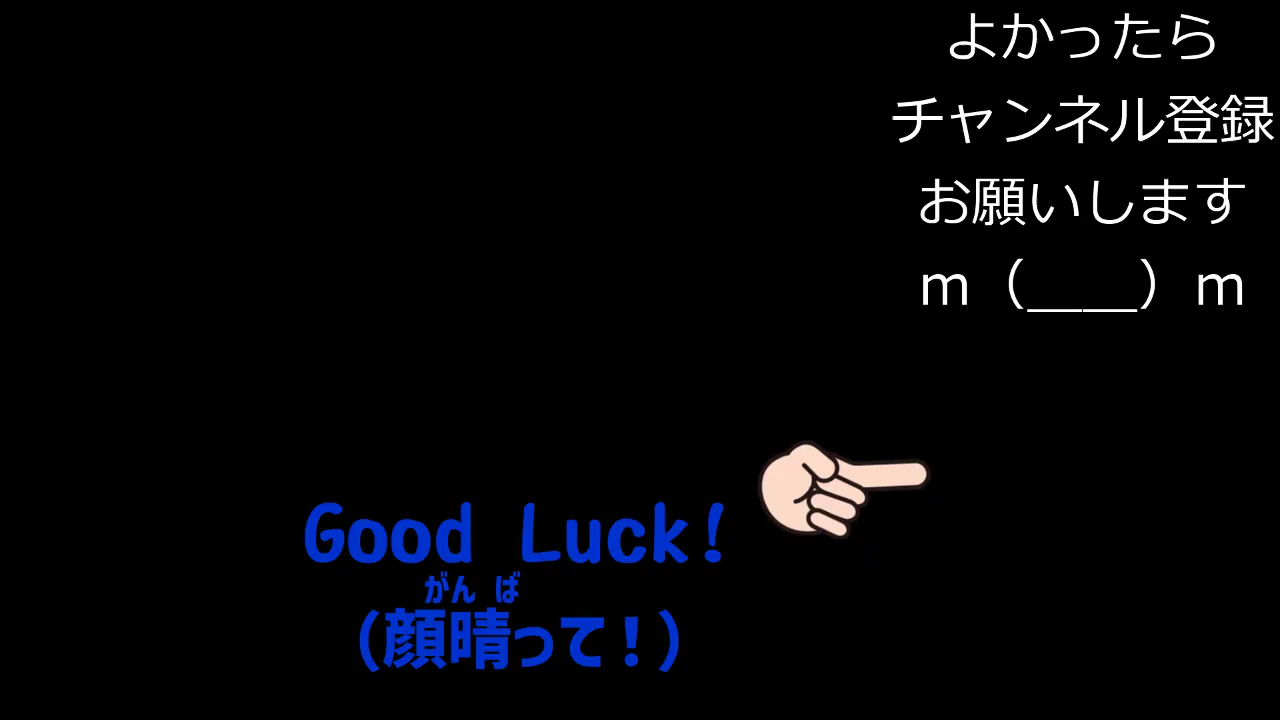 よかったら
チャンネル登録
お願いします
m（＿＿）m
Good Luck!
がん ば
(顔晴って！)